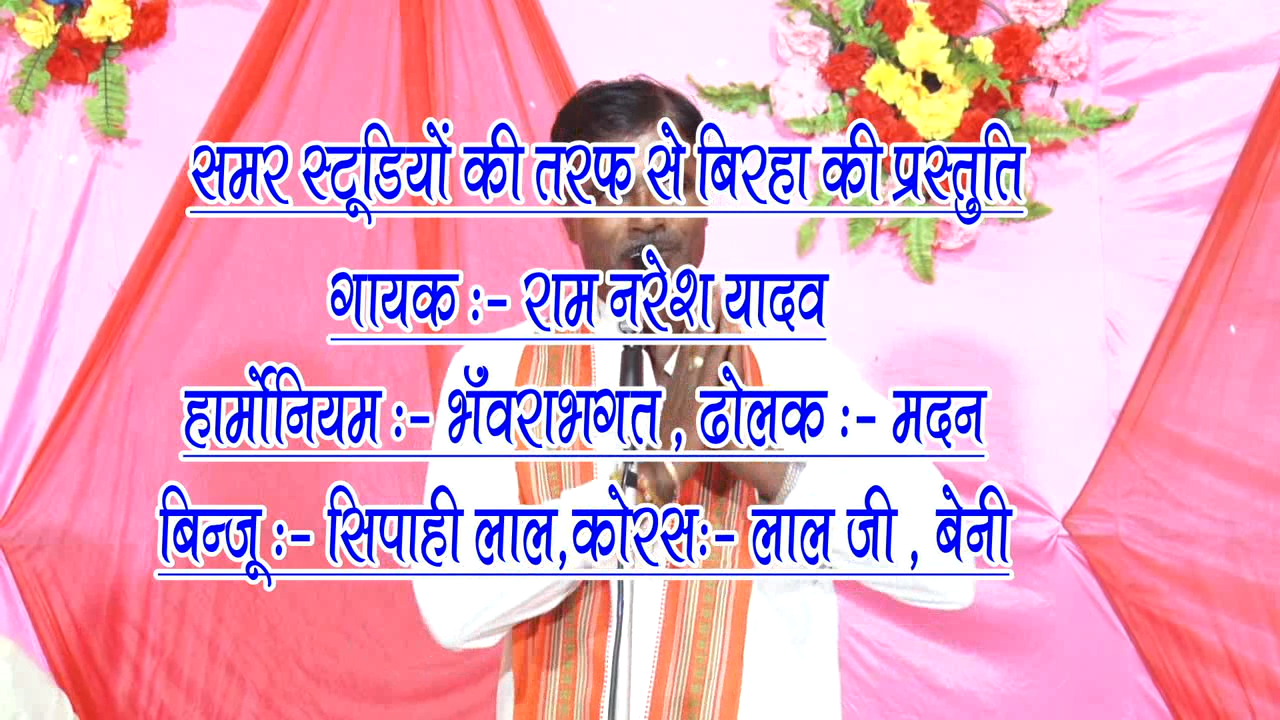 समर स्टूडियों की तरफ से बिरहा की प्रस्तुति
गायक :- राम नरेश यादव
हार्मोनियम :- भँवराभगत , ढोलक :- मदन
बिन्जू :- सिपाही लाल,कोरसः- लाल जी , बेनी